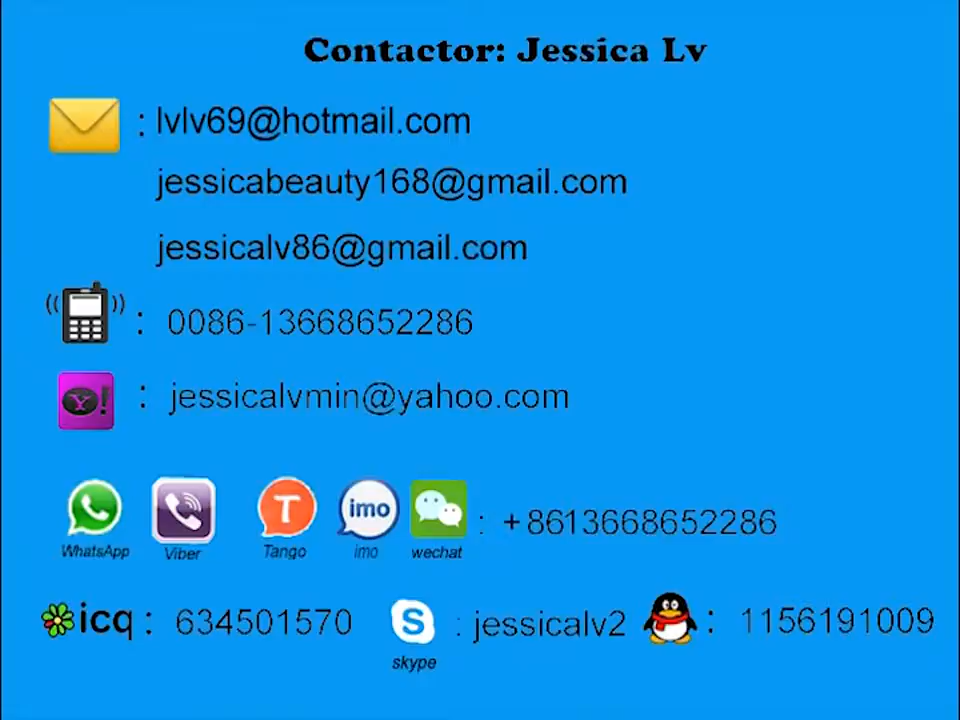 Contactor: Jessica Lv
: lvlv69@hotmail.com
jessicabeauty168@gmail.com
jessicalv86@gmail.com
: 0086-13668652286
Y! : jessicalvmin@yahoo.com
T imo : +8613668652286
WhatsApp Viber Tango imo wechat
icq : 634501570 S : jessicalv2 : 1156191009
skype